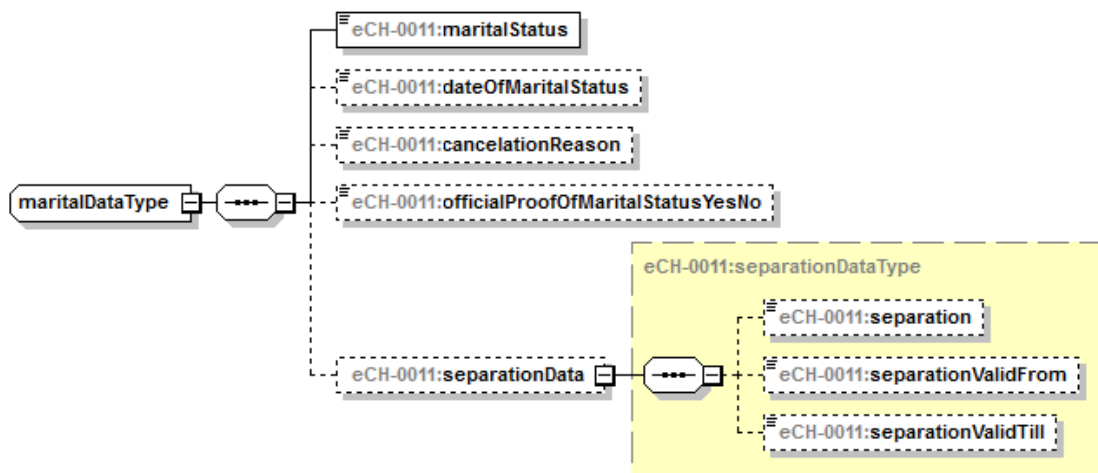 eCH-0011:maritalStatus
eCH-0011:dateOfMaritalStatus
eCH-0011:cancelationReason
maritalDataType
eCH-0011:officialProofOfMaritalStatusYesNo
eCH-0011:separationDataType
eCH-0011:separation
eCH-0011:separationData
eCH-0011:separationValidFrom
eCH-0011:separationValidTill